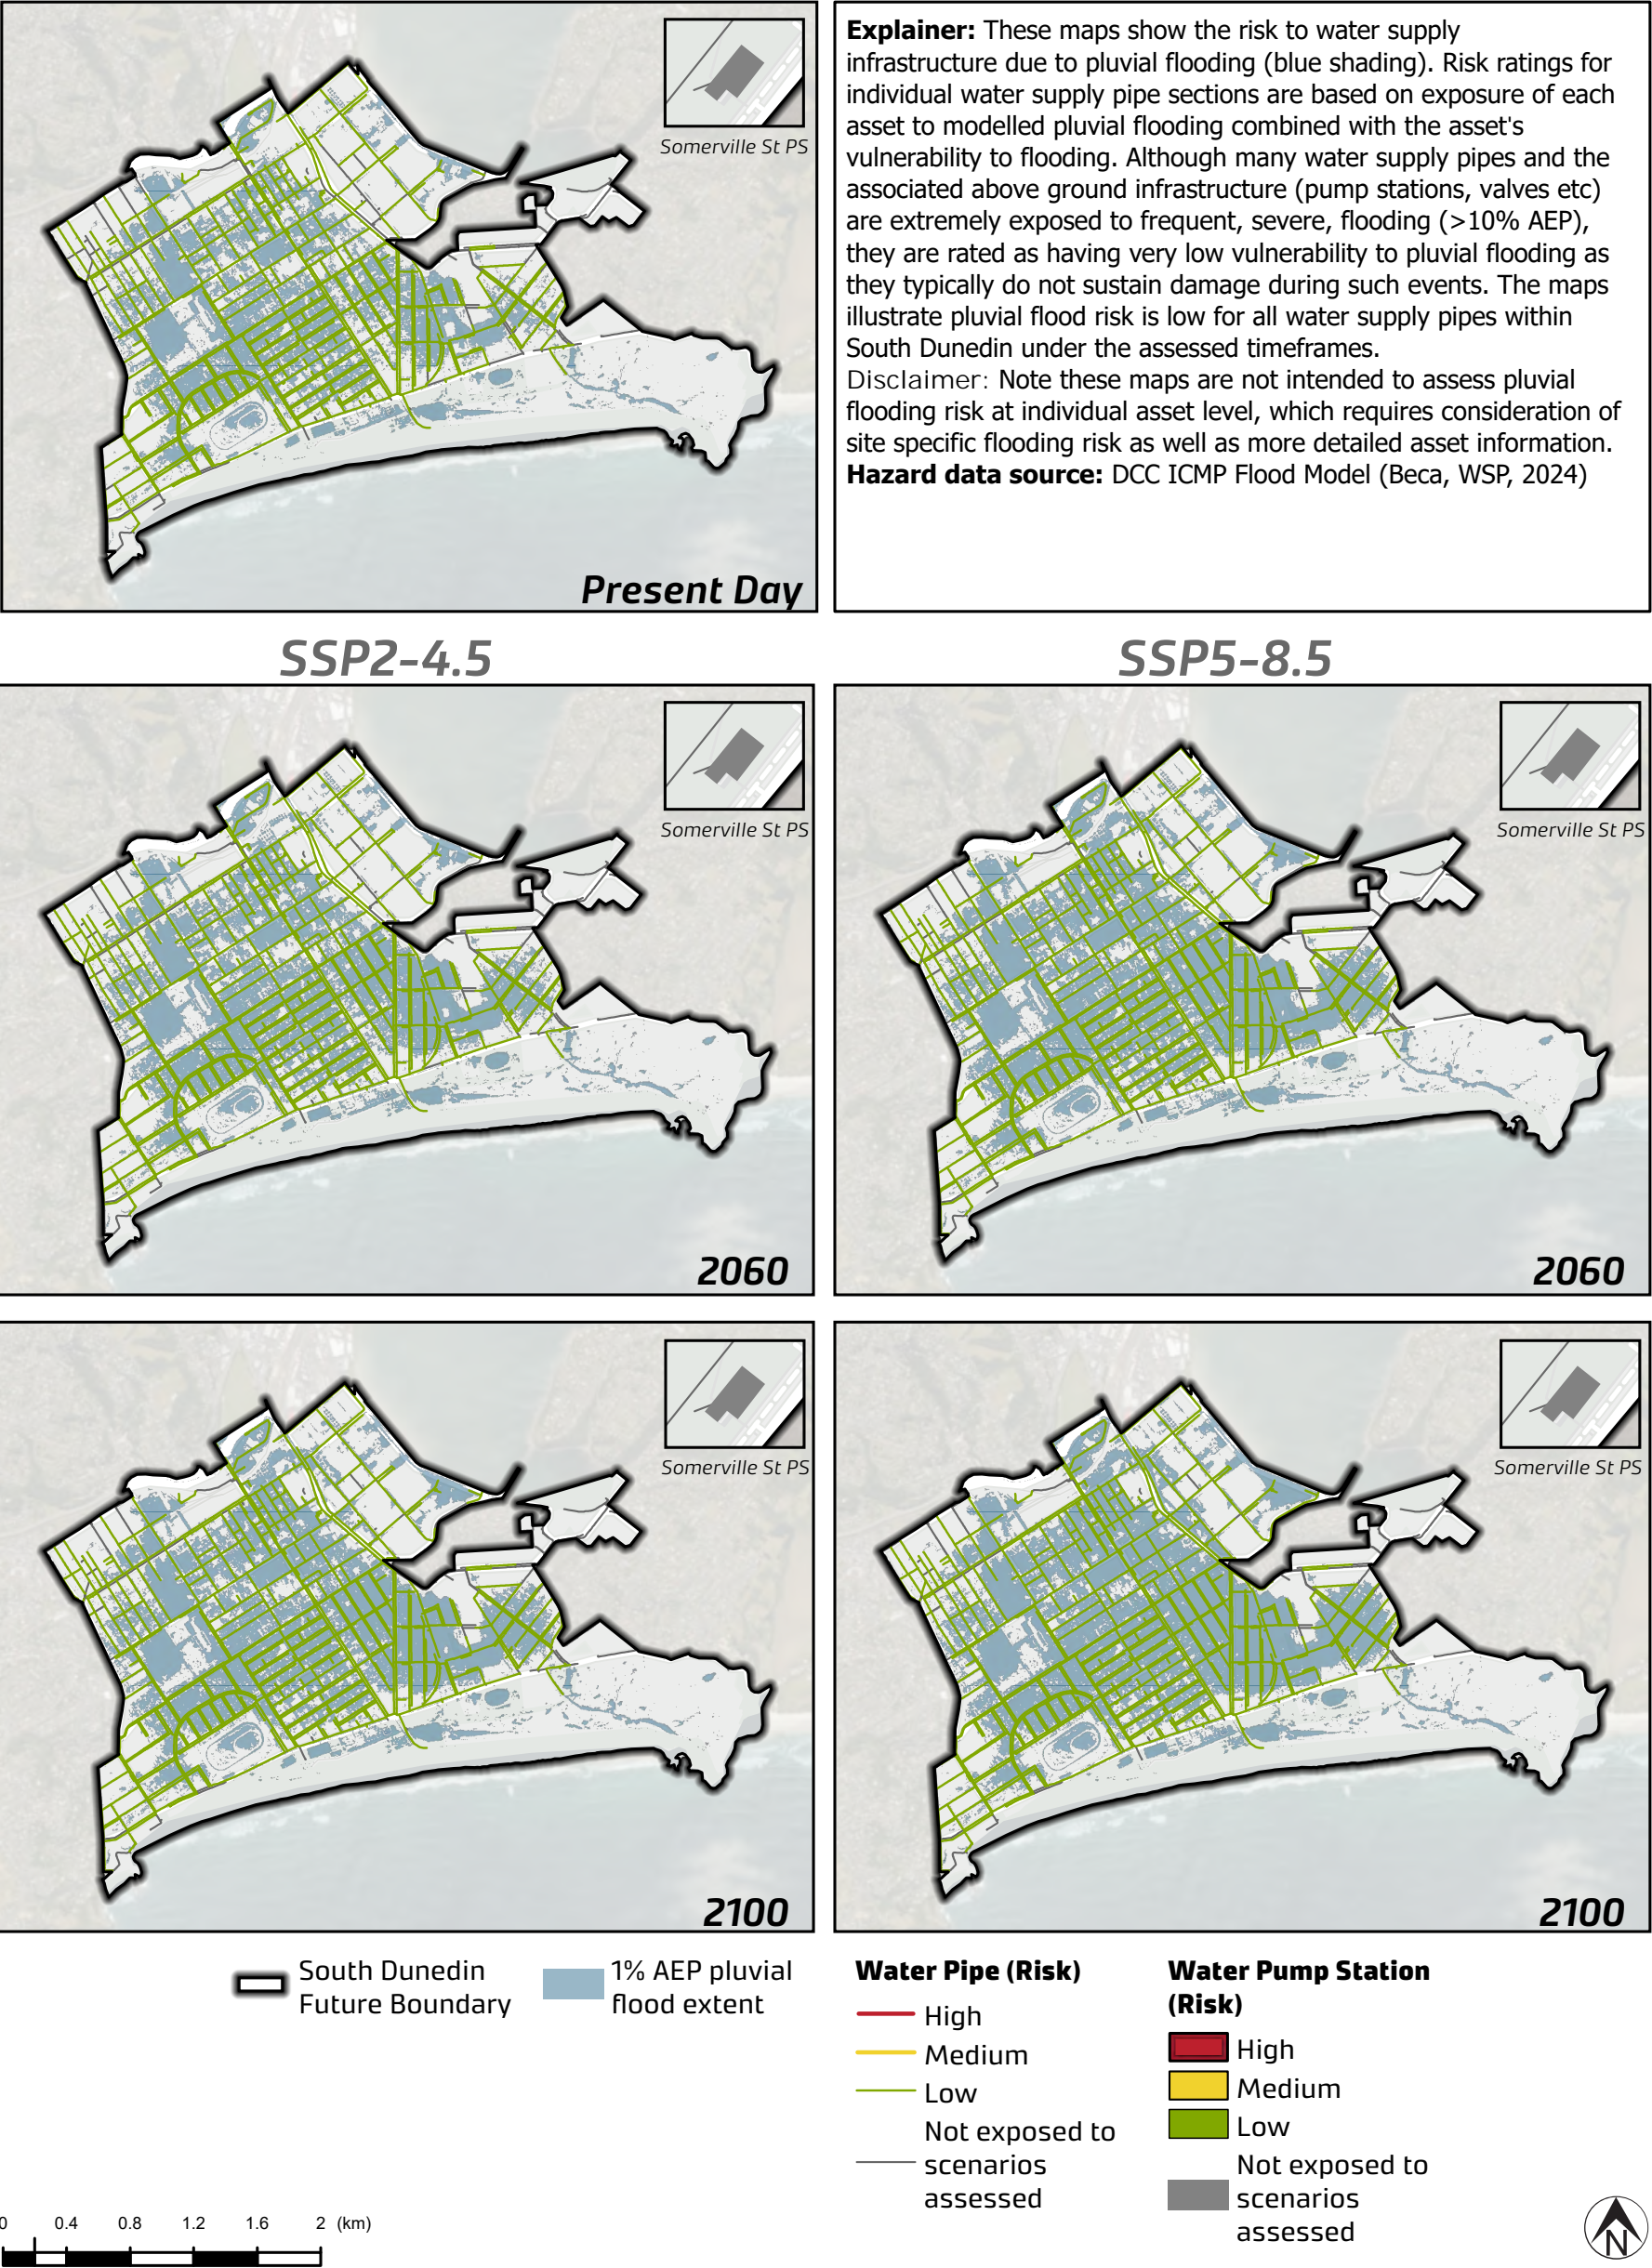 Somerville St PS
Present Day
Explainer: These maps show the risk to water supply
infrastructure due to pluvial flooding (blue shading). Risk ratings for
individual water supply pipe sections are based on exposure of each
asset to modelled pluvial flooding combined with the asset's
vulnerability to flooding. Although many water supply pipes and the
associated above ground infrastructure (pump stations, valves etc)
are extremely exposed to frequent, severe, flooding (>10% AEP),
they are rated as having very low vulnerability to pluvial flooding as
they typically do not sustain damage during such events. The maps
illustrate pluvial flood risk is low for all water supply pipes within
South Dunedin under the assessed timeframes.
Disclaimer: Note these maps are not intended to assess pluvial
flooding risk at individual asset level, which requires consideration of
site specific flooding risk as well as more detailed asset information.
Hazard data source: DCC ICMP Flood Model (Beca, WSP, 2024)
SSP2-4.5
SSP5-8.5
Somerville St PS
2060
Somerville St PS
2060
Somerville St PS
2100
Somerville St PS
2100
South Dunedin
Future Boundary
1% AEP pluvial
flood extent
Water Pipe (Risk)
High
Medium
Low
Not exposed to
scenarios
assessed
Water Pump Station
(Risk)
High
Medium
Low
Not exposed to
scenarios
assessed
0 0.4 0.8 1.2 1.6 2 (km)
N